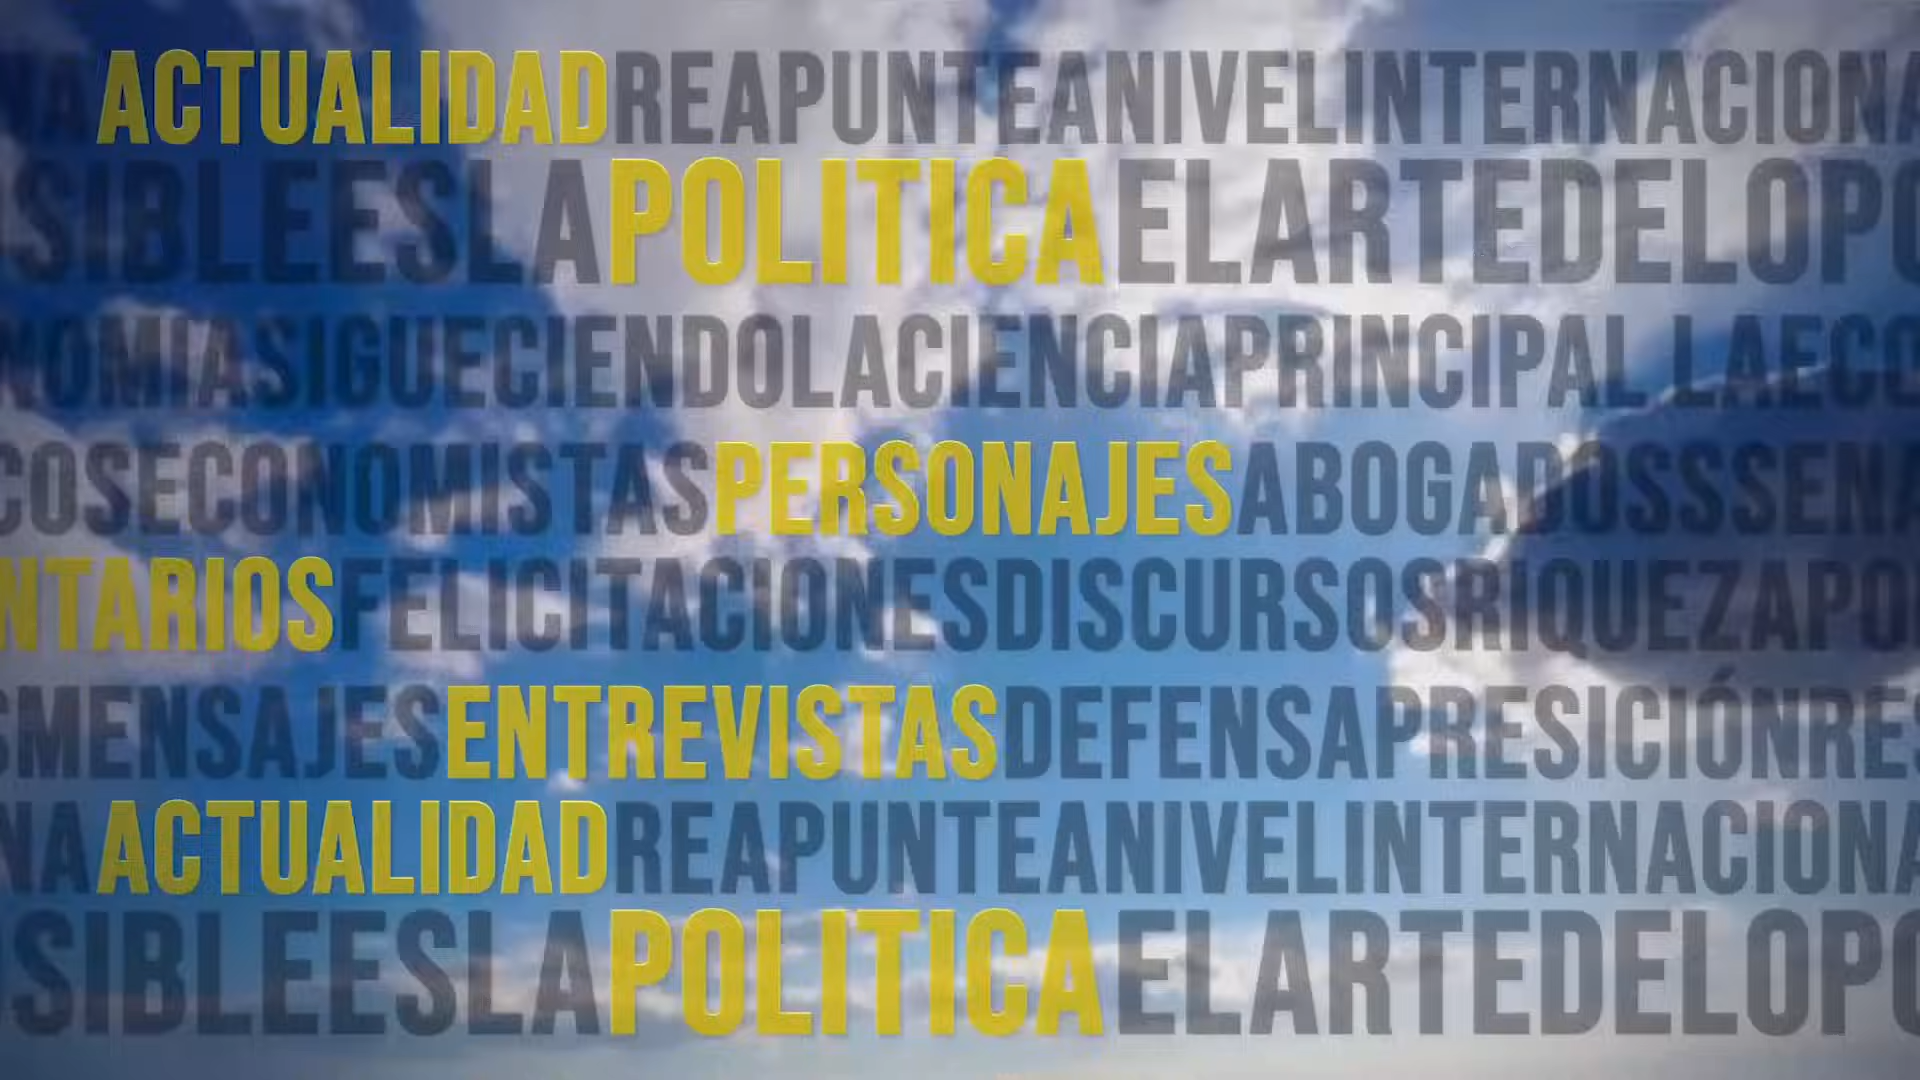 NAACTUALIDADREAPUNTEANIVELINTERNACIONA
SIBLEESLAPOLITICAELARTEDELOPO
NOMIASIGUECIENDOLACIENCIAPRINCIPAL LAECO
COSECONOMISTASPERSONAJESABOGADOSSSENA
NTARIOSFELICITACIONESDISCURSOSRIQUEZAPO
SMENSAJESENTREVISTASDEFENSAPRESICIÓNRES
NAACTUALIDADREAPUNTEANIVELINTERNACIONA
SIBLEESLAPOLITICAELARTEDELOPO